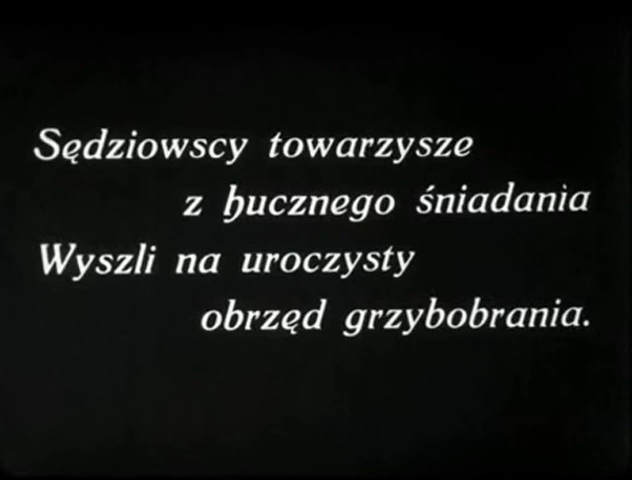 Sędziowscy towarzysze
z hucznego śniadania
Wyszli na uroczysty
obrzęd grzybobrania.